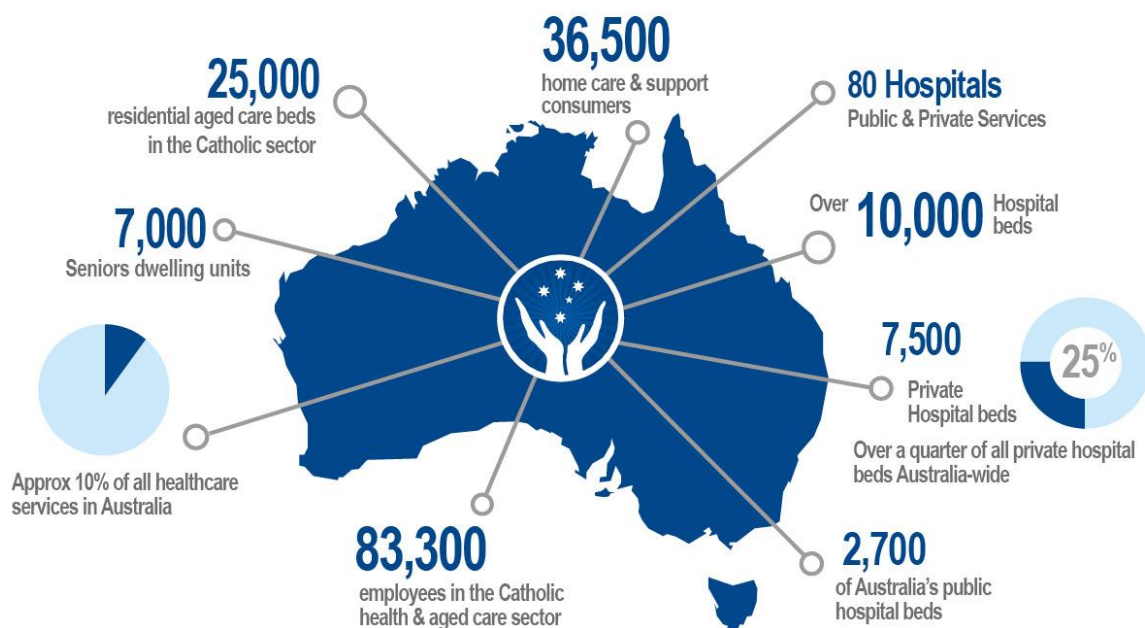 36,500
home care & support
consumers
25,000
residential aged care beds
in the Catholic sector
80 Hospitals
Public & Private Services
Over 10,000 Hospital
beds
7,000
Seniors dwelling units
7,500
Private
Hospital beds
25%
Over a quarter of all private hospital
beds Australia-wide
Approx 10% of all healthcare
services in Australia
83,300
employees in the Catholic
health & aged care sector
2,700
of Australia's public
hospital beds